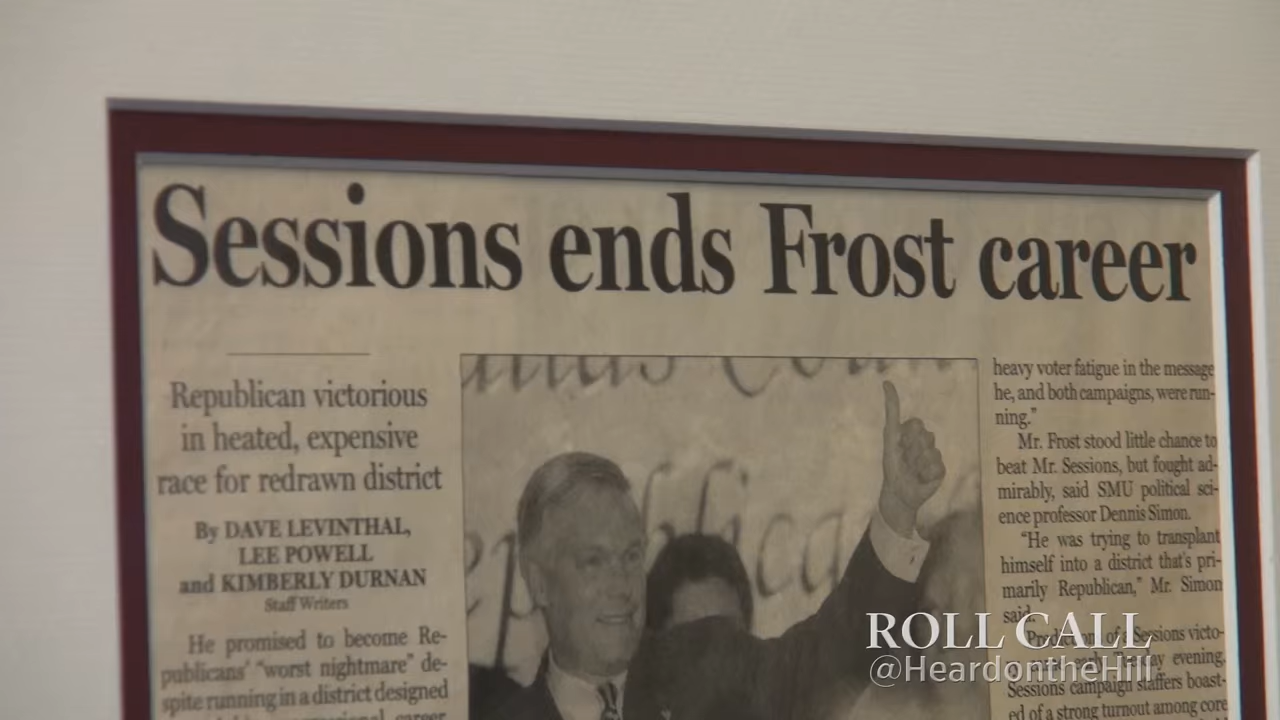 Sessions ends Frost career
Republican victorious
in heated, expensive
race for redrawn district
By DAVE LEVINTHAL,
LEE POWELL
and KIMBERLY DURNAN
Staff Writers
He promised to become Re-
publicans' "worst nightmare" de-
spite running in a district designed
career
heavy voter fatigue in the message
he, and both campaigns, were run-
ning."
Mr. Frost stood little chance to
beat Mr. Sessions, but fought ad-
mirably, said SMU political sci-
ence professor Dennis Simon.
"He was trying to transplant
himself into a district that's pri-
marily Republican," Mr. Simon
said.
of a Sessions victo-
evening.
Sessions campaign staffers boast-
ed of a strong turnout among core
ROLL CALL
@HeardontheHill